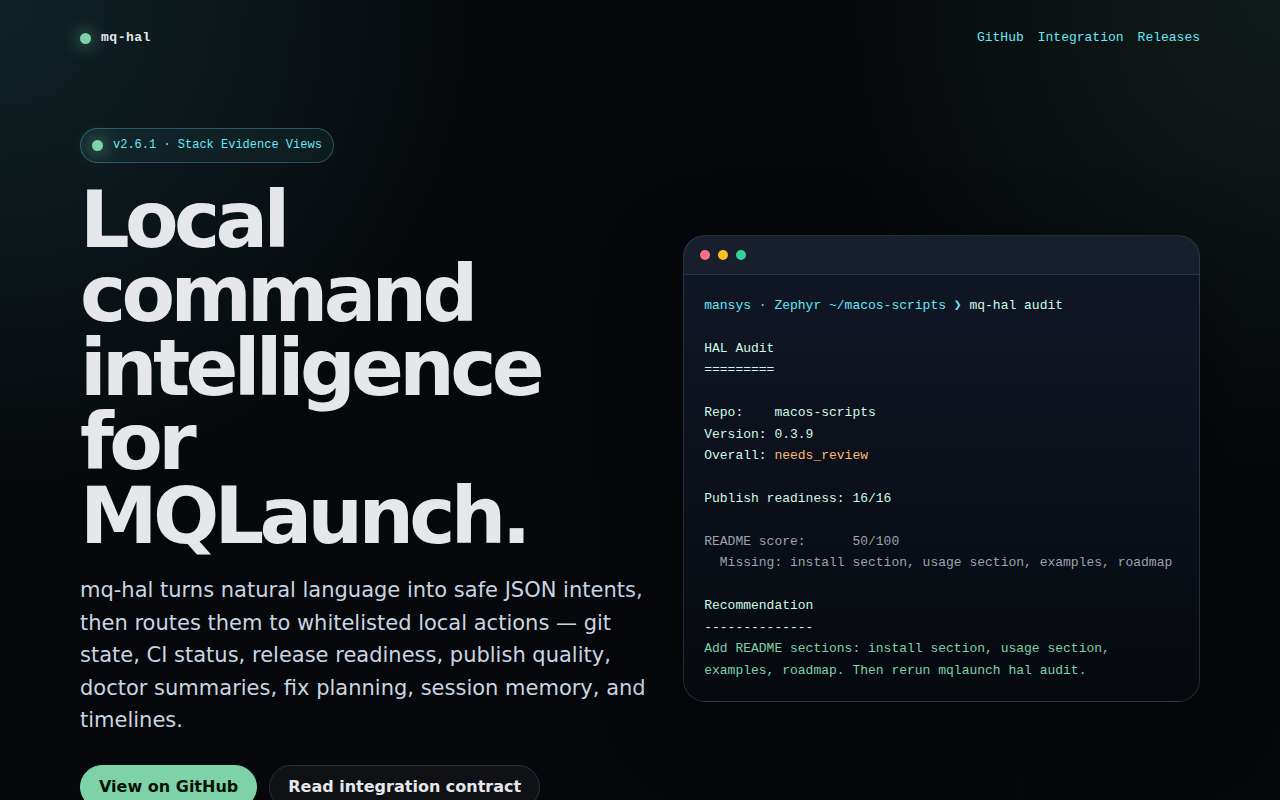 mq-hal
GitHub Integration Releases
v2.6.1 · Stack Evidence Views
Local
command
intelligence
for
MQLaunch.
mq-hal turns natural language into safe JSON intents,
then routes them to whitelisted local actions — git
state, CI status, release readiness, publish quality,
doctor summaries, fix planning, session memory, and
timelines.
View on GitHub
Read integration contract
mansys · Zephyr ~/macos-scripts ❯ mq-hal audit
HAL Audit
=========
Repo:    macos-scripts
Version: 0.3.9
Overall: needs_review
Publish readiness: 16/16
README score:      50/100
Missing: install section, usage section, examples, roadmap
Recommendation
--------------
Add README sections: install section, usage section,
examples, roadmap. Then rerun mqlaunch hal audit.